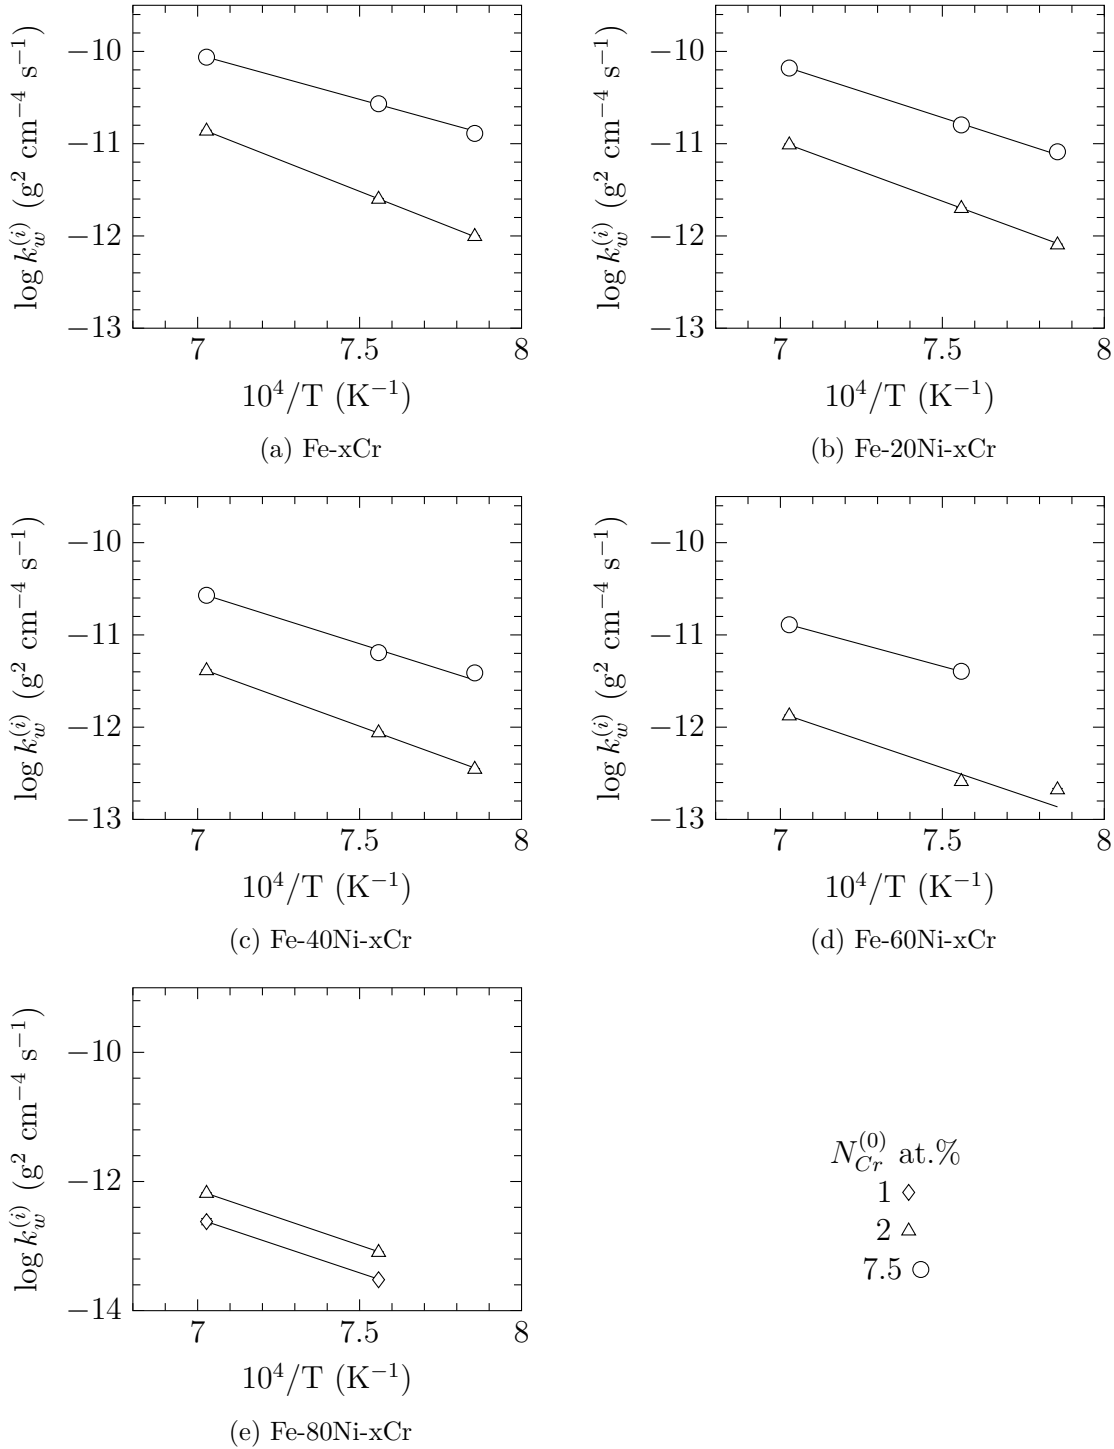 log k_w^(i) (g² cm⁻⁴ s⁻¹)
−10
−11
−12
−13
7 7.5 8
10⁴/T (K⁻¹)
(a) Fe-xCr
log k_w^(i) (g² cm⁻⁴ s⁻¹)
−10
−11
−12
−13
7 7.5 8
10⁴/T (K⁻¹)
(b) Fe-20Ni-xCr
log k_w^(i) (g² cm⁻⁴ s⁻¹)
−10
−11
−12
−13
7 7.5 8
10⁴/T (K⁻¹)
(c) Fe-40Ni-xCr
log k_w^(i) (g² cm⁻⁴ s⁻¹)
−10
−11
−12
−13
7 7.5 8
10⁴/T (K⁻¹)
(d) Fe-60Ni-xCr
log k_w^(i) (g² cm⁻⁴ s⁻¹)
−10
−12
−14
7 7.5 8
10⁴/T (K⁻¹)
(e) Fe-80Ni-xCr
N_Cr^(0) at.%
1
2
7.5